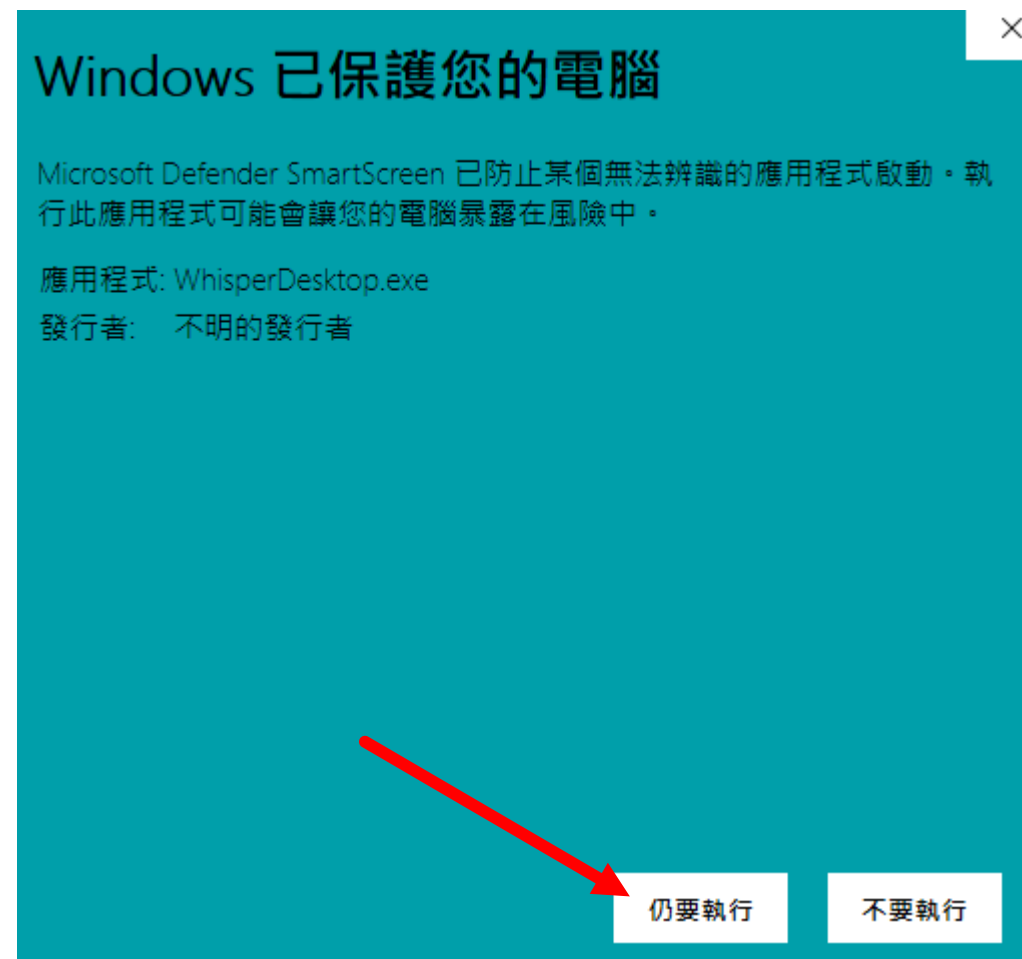 Windows 已保護您的電腦
Microsoft Defender SmartScreen 已防止某個無法辨識的應用程式啟動。執
行此應用程式可能會讓您的電腦暴露在風險中。
應用程式: WhisperDesktop.exe
發行者: 不明的發行者
仍要執行 不要執行